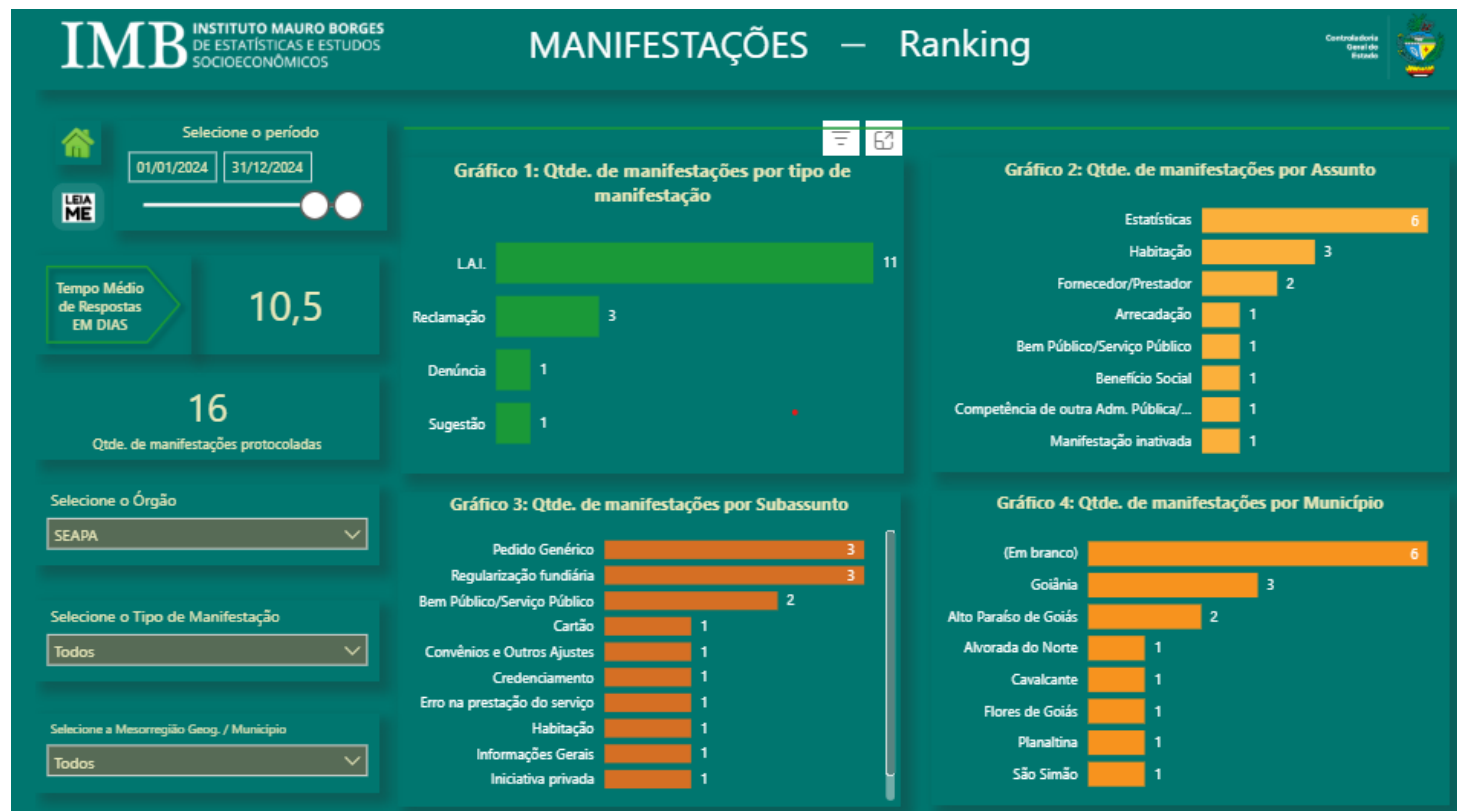 IMB
INSTITUTO MAURO BORGES
DE ESTATÍSTICAS E ESTUDOS
SOCIOECONÔMICOS
MANIFESTAÇÕES – Ranking
Controladoria
Geral do
Estado
Selecione o período
01/01/2024 31/12/2024
LEIA
ME
Tempo Médio
de Respostas
EM DIAS
10,5
16
Qtde. de manifestações protocoladas
Selecione o Órgão
SEAPA
Selecione o Tipo de Manifestação
Todos
Selecione a Mesorregião Geog. / Município
Todos
Gráfico 1: Qtde. de manifestações por tipo de
manifestação
L.A.I. 11
Reclamação 3
Denúncia 1
Sugestão 1
Gráfico 2: Qtde. de manifestações por Assunto
Estatísticas 6
Habitação 3
Fornecedor/Prestador 2
Arrecadação 1
Bem Público/Serviço Público 1
Benefício Social 1
Competência de outra Adm. Pública/... 1
Manifestação inativada 1
Gráfico 3: Qtde. de manifestações por Subassunto
Pedido Genérico 3
Regularização fundiária 3
Bem Público/Serviço Público 2
Cartão 1
Convênios e Outros Ajustes 1
Credenciamento 1
Erro na prestação do serviço 1
Habitação 1
Informações Gerais 1
Iniciativa privada 1
Gráfico 4: Qtde. de manifestações por Município
(Em branco) 6
Goiânia 3
Alto Paraíso de Goiás 2
Alvorada do Norte 1
Cavalcante 1
Flores de Goiás 1
Planaltina 1
São Simão 1